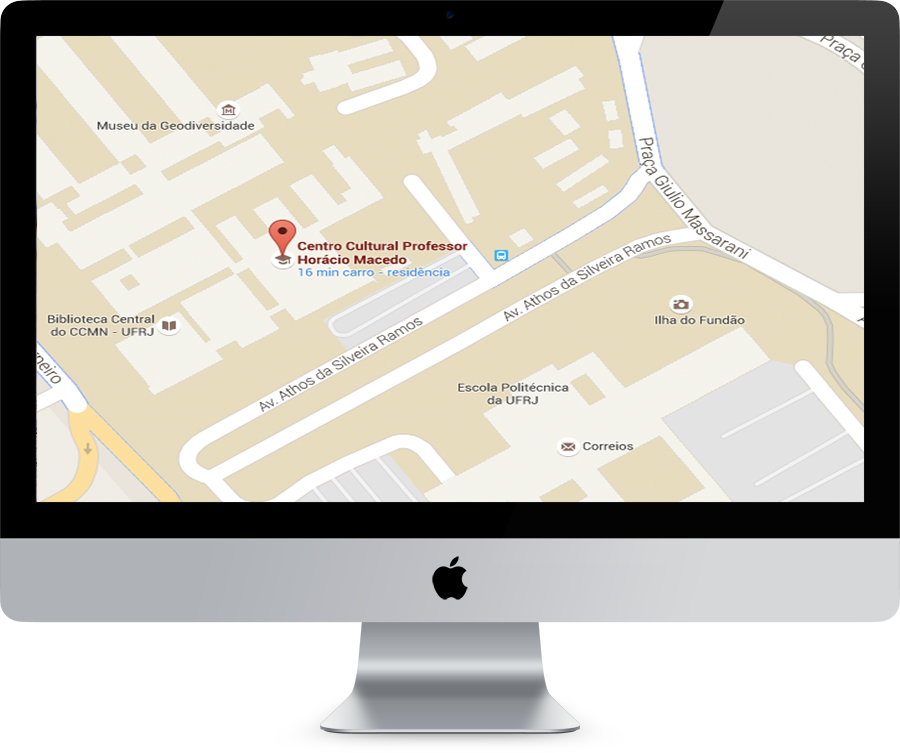 Praça
Museu da Geodiversidade
Praça Giulio Massarani
Centro Cultural Professor
Horácio Macedo
16 min carro - residência
Av. Athos da Silveira Ramos
Ilha do Fundão
Biblioteca Central
do CCMN - UFRJ
Av. Athos da Silveira Ramos
Escola Politécnica
da UFRJ
Correios